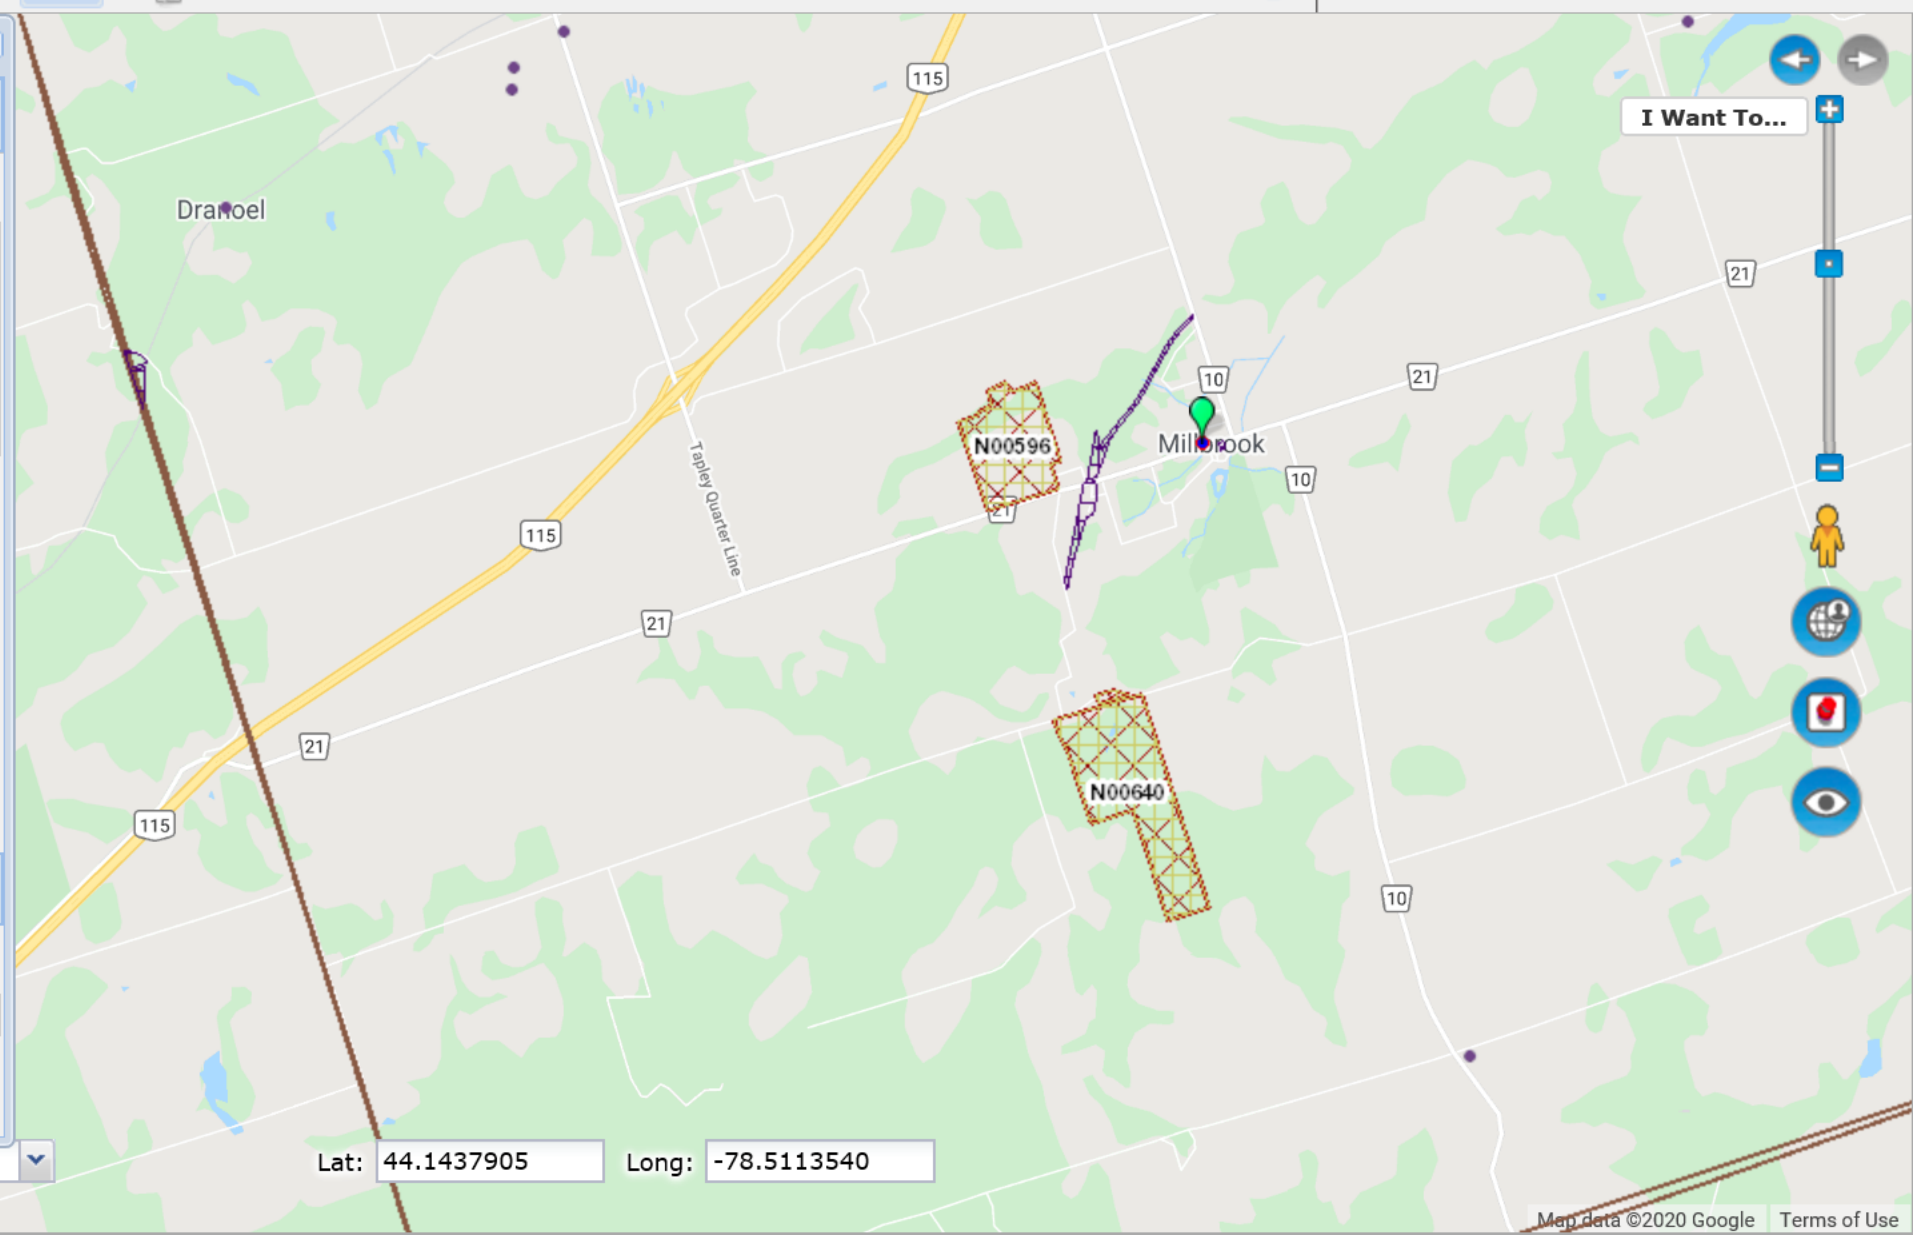 115
I Want To...
Dranoel
21
10
21
Millbrook
N00596
10
21
Tapley Quarter Line
115
21
21
N00640
115
10
Lat: 44.1437905 Long: -78.5113540
Map data ©2020 Google Terms of Use